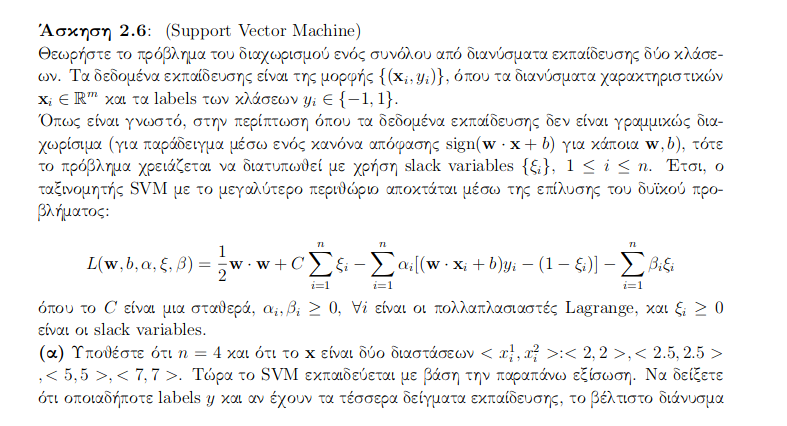 Άσκηση 2.6: (Support Vector Machine)
Θεωρήστε το πρόβλημα του διαχωρισμού ενός συνόλου από διανύσματα εκπαίδευσης δύο κλάσε-
ων. Τα δεδομένα εκπαίδευσης είναι της μορφής {(x_i, y_i)}, όπου τα διανύσματα χαρακτηριστικών
x_i ∈ ℝ^m και τα labels των κλάσεων y_i ∈ {−1, 1}.
Όπως είναι γνωστό, στην περίπτωση όπου τα δεδομένα εκπαίδευσης δεν είναι γραμμικώς δια-
χωρίσιμα (για παράδειγμα μέσω ενός κανόνα απόφασης sign(w · x + b) για κάποια w, b), τότε
το πρόβλημα χρειάζεται να διατυπωθεί με χρήση slack variables {ξ_i}, 1 ≤ i ≤ n. Έτσι, ο
ταξινομητής SVM με το μεγαλύτερο περιθώριο αποκτάται μέσω της επίλυσης του δυϊκού προ-
βλήματος:
L(w, b, α, ξ, β) = \frac{1}{2} w · w + C \sum_{i=1}^{n} ξ_i − \sum_{i=1}^{n} α_i[(w · x_i + b)y_i − (1 − ξ_i)] − \sum_{i=1}^{n} β_iξ_i
όπου το C είναι μια σταθερά, α_i, β_i ≥ 0, ∀i είναι οι πολλαπλασιαστές Lagrange, και ξ_i ≥ 0
είναι οι slack variables.
(α) Υποθέστε ότι n = 4 και ότι το x είναι δύο διαστάσεων < x_i^1, x_i^2 >:< 2, 2 >, < 2.5, 2.5 >
, < 5, 5 >, < 7, 7 >. Τώρα το SVM εκπαιδεύεται με βάση την παραπάνω εξίσωση. Να δείξετε
ότι οποιαδήποτε labels y και αν έχουν τα τέσσερα δείγματα εκπαίδευσης, το βέλτιστο διάνυσμα